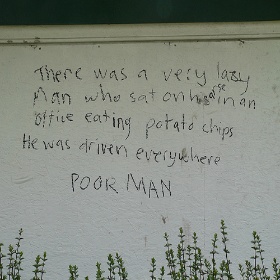 There was a very lazy
Man who sat on his arse in an
office eating potato chips
He was driven everywhere
POOR MAN